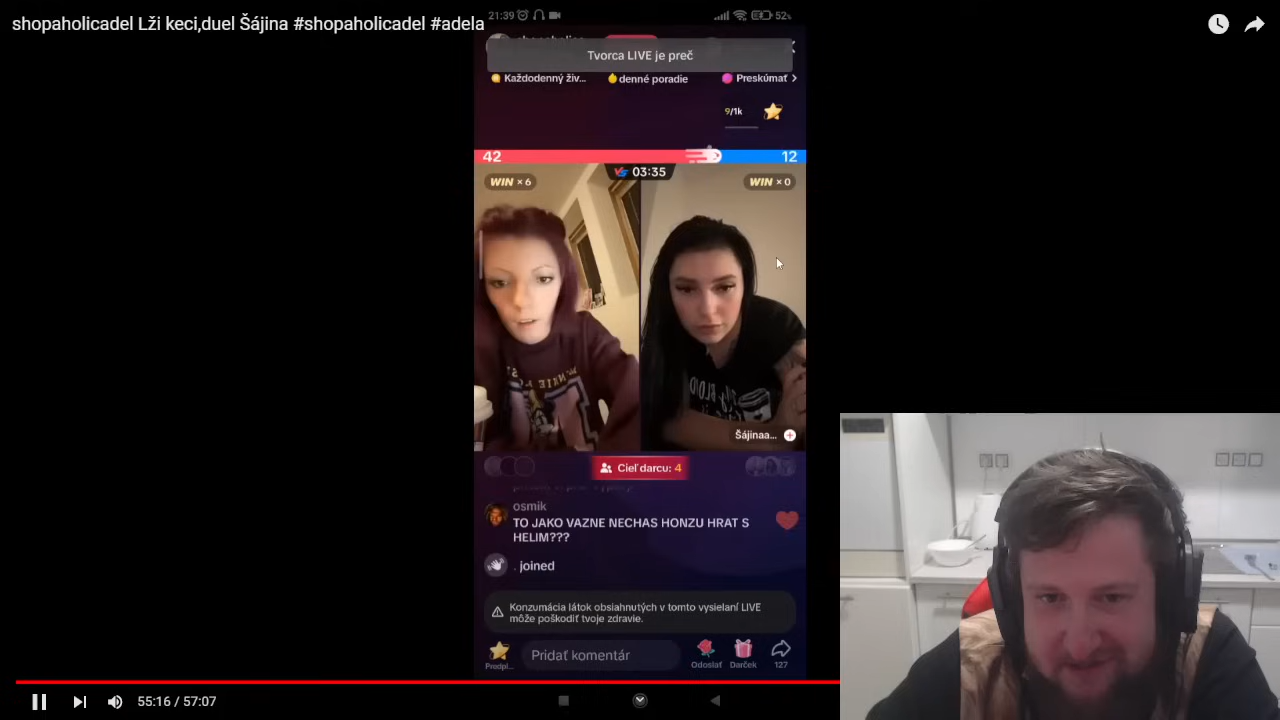 shopaholicadel Lži keci,duel Šájina #shopaholicadel #adela
21:39
52%
Tvorca LIVE je preč
Každodenný živ...
denné poradie
Preskúmať
9/1k
42
12
WIN × 6
VS 03:35
WIN × 0
Šájinaa...
Cieľ darcu: 4
osmik
TO JAKO VAZNE NECHAS HONZU HRAT S
HELIM???
. joined
Konzumácia látok obsiahnutých v tomto vysielaní LIVE
môže poškodiť tvoje zdravie.
Predpl...
Pridať komentár
Odoslať
Darček
127
55:16 / 57:07